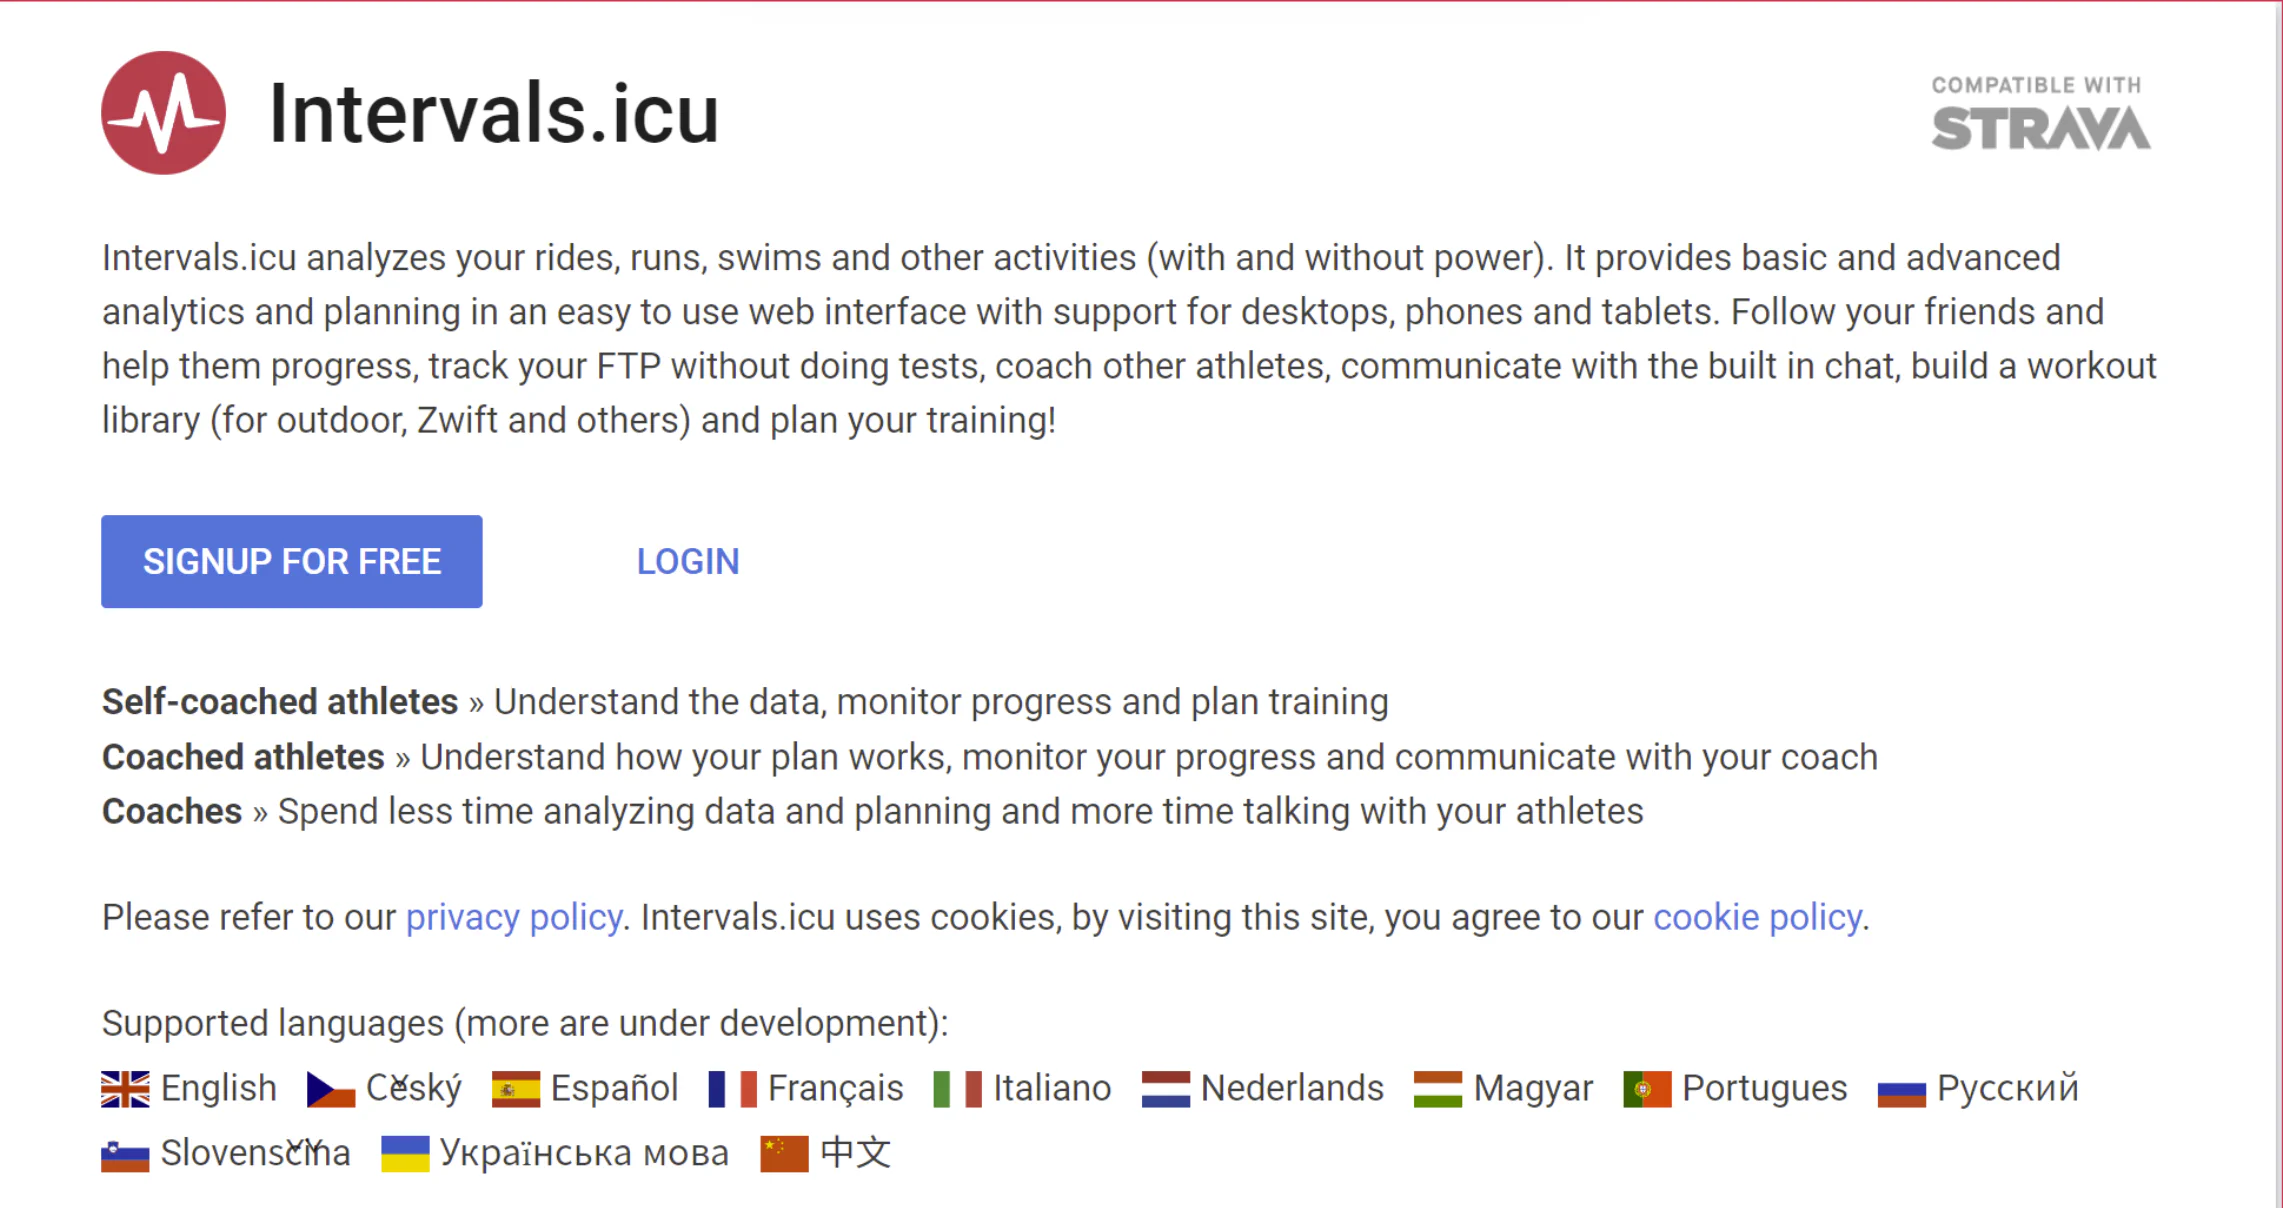 Intervals.icu
COMPATIBLE WITH
STRAVA
Intervals.icu analyzes your rides, runs, swims and other activities (with and without power). It provides basic and advanced
analytics and planning in an easy to use web interface with support for desktops, phones and tablets. Follow your friends and
help them progress, track your FTP without doing tests, coach other athletes, communicate with the built in chat, build a workout
library (for outdoor, Zwift and others) and plan your training!
SIGNUP FOR FREE LOGIN
Self-coached athletes » Understand the data, monitor progress and plan training
Coached athletes » Understand how your plan works, monitor your progress and communicate with your coach
Coaches » Spend less time analyzing data and planning and more time talking with your athletes
Please refer to our privacy policy. Intervals.icu uses cookies, by visiting this site, you agree to our cookie policy.
Supported languages (more are under development):
English Český Español Français Italiano Nederlands Magyar Portugues Русский
Slovenščina Українська мова 中文